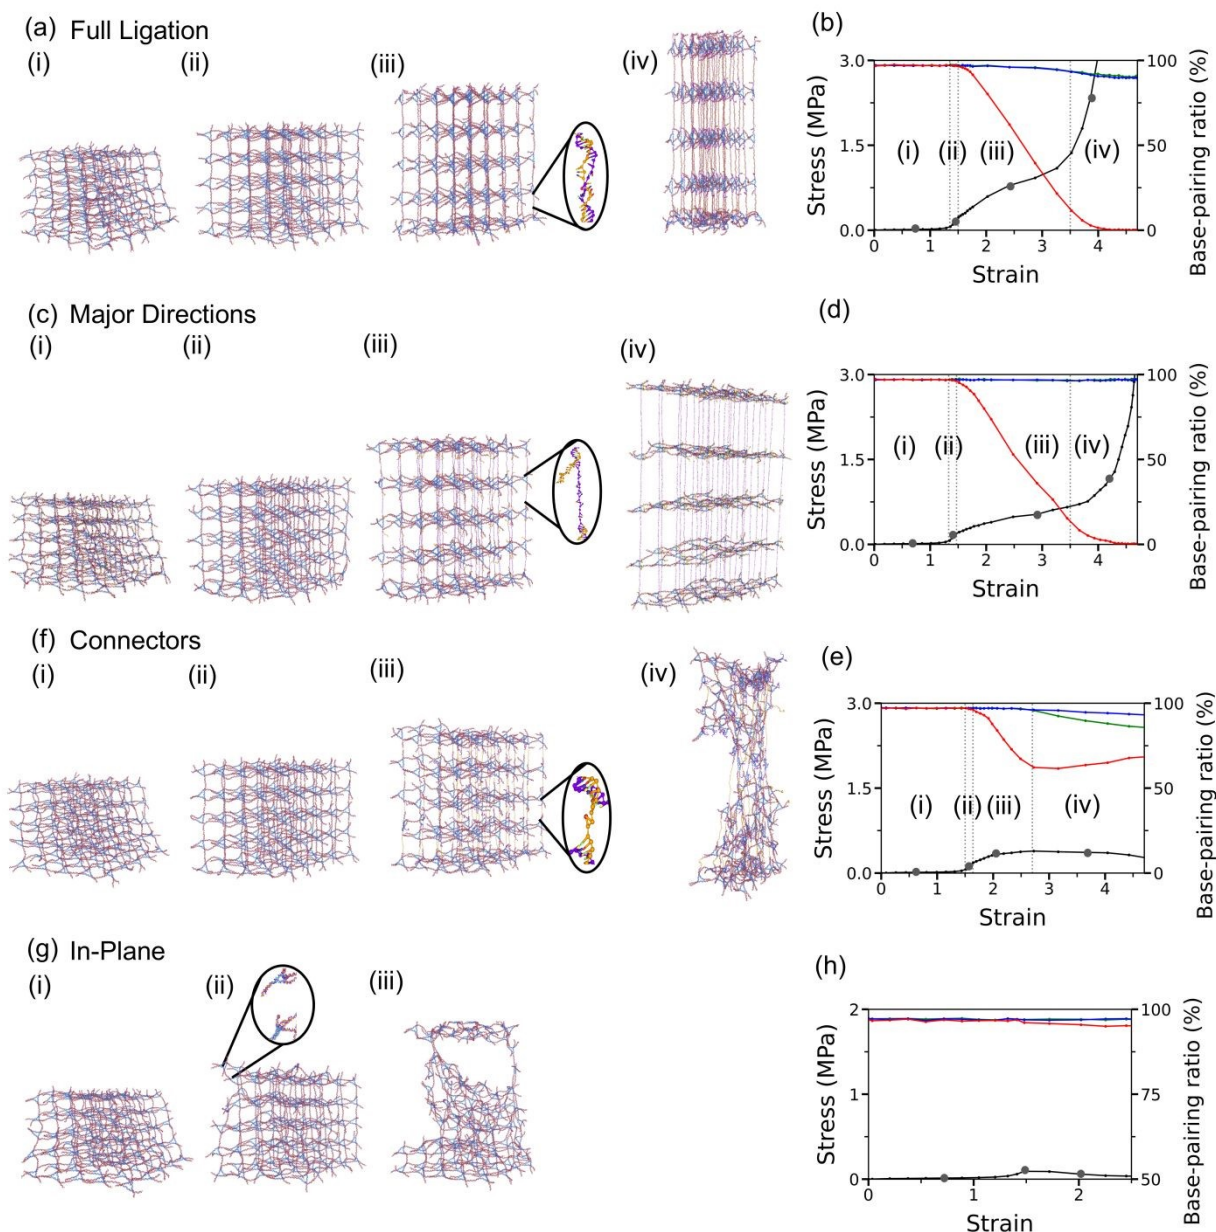 (a) Full Ligation
(i) (ii) (iii) (iv)
(b)
3.0 100
1.5 50
0.0 0
0 1 2 3 4
(i) (ii) (iii) (iv)
Stress (MPa)
Base-pairing ratio (%)
Strain
(c) Major Directions
(i) (ii) (iii) (iv)
(d)
3.0 100
1.5 50
0.0 0
0 1 2 3 4
(i) (ii) (iii) (iv)
Stress (MPa)
Base-pairing ratio (%)
Strain
(f) Connectors
(i) (ii) (iii) (iv)
(e)
3.0 100
1.5 50
0.0 0
0 1 2 3 4
(i) (ii) (iii) (iv)
Stress (MPa)
Base-pairing ratio (%)
Strain
(g) In-Plane
(i) (ii) (iii)
(h)
2 100
1 75
0 50
0 1 2
Stress (MPa)
Base-pairing ratio (%)
Strain